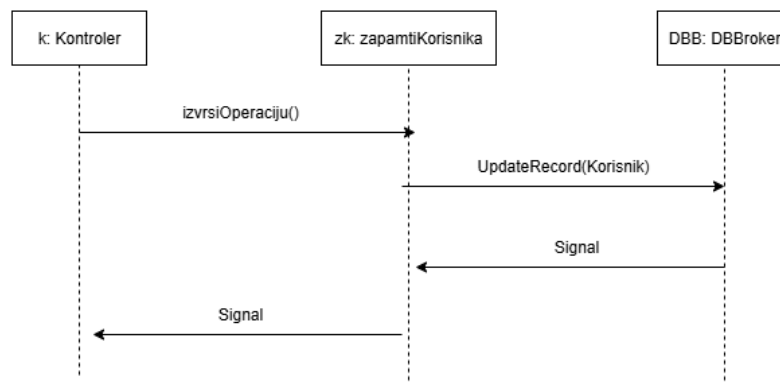 k: Kontroler
zk: zapamtiKorisnika
DBB: DBBroker
izvrsiOperaciju()
UpdateRecord(Korisnik)
Signal
Signal